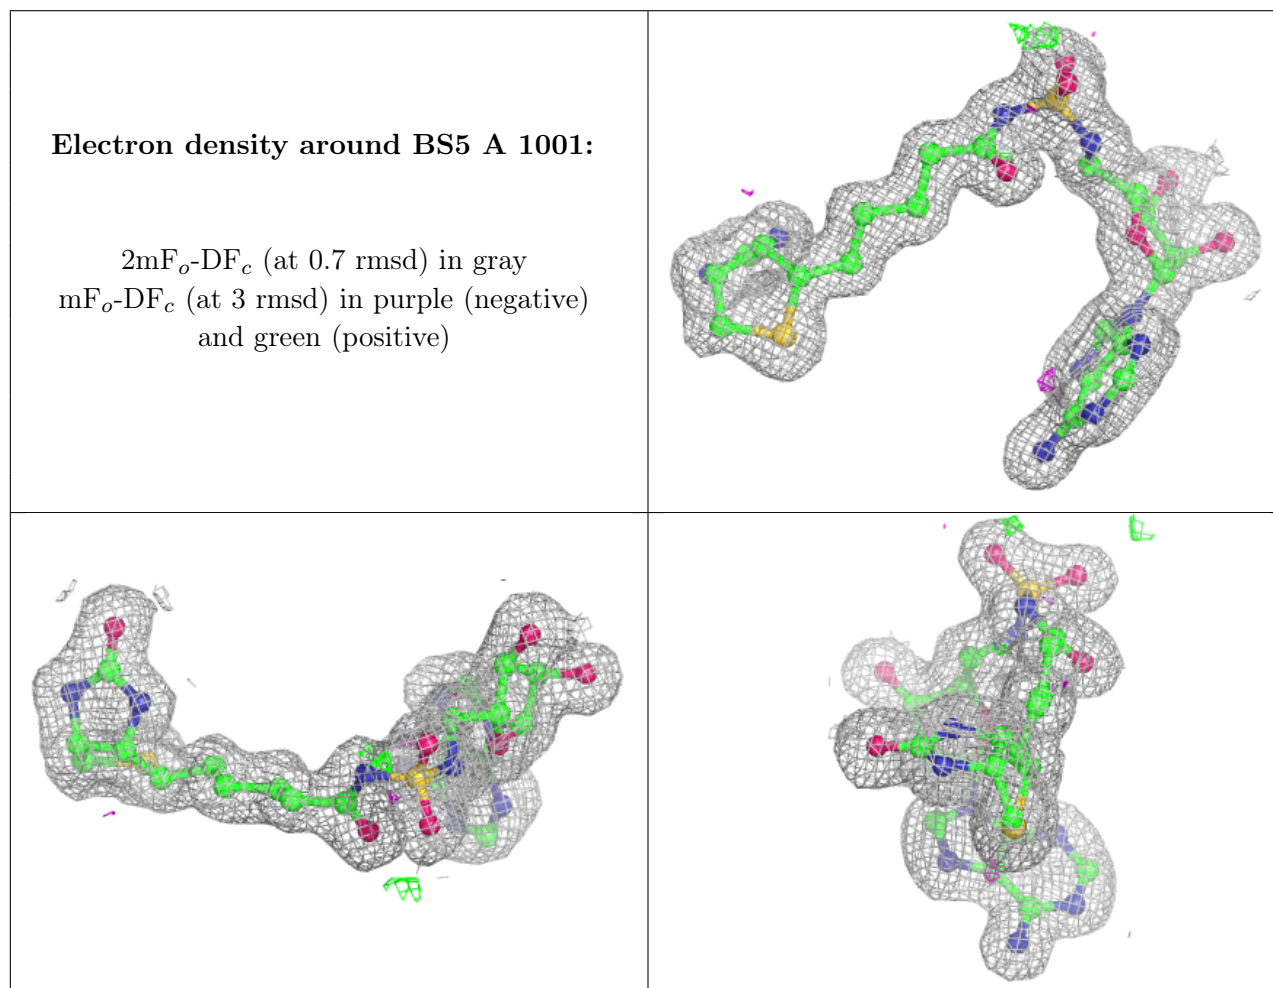 Electron density around BS5 A 1001:
2mFₒ-DF𝑐 (at 0.7 rmsd) in gray
mFₒ-DF𝑐 (at 3 rmsd) in purple (negative)
and green (positive)